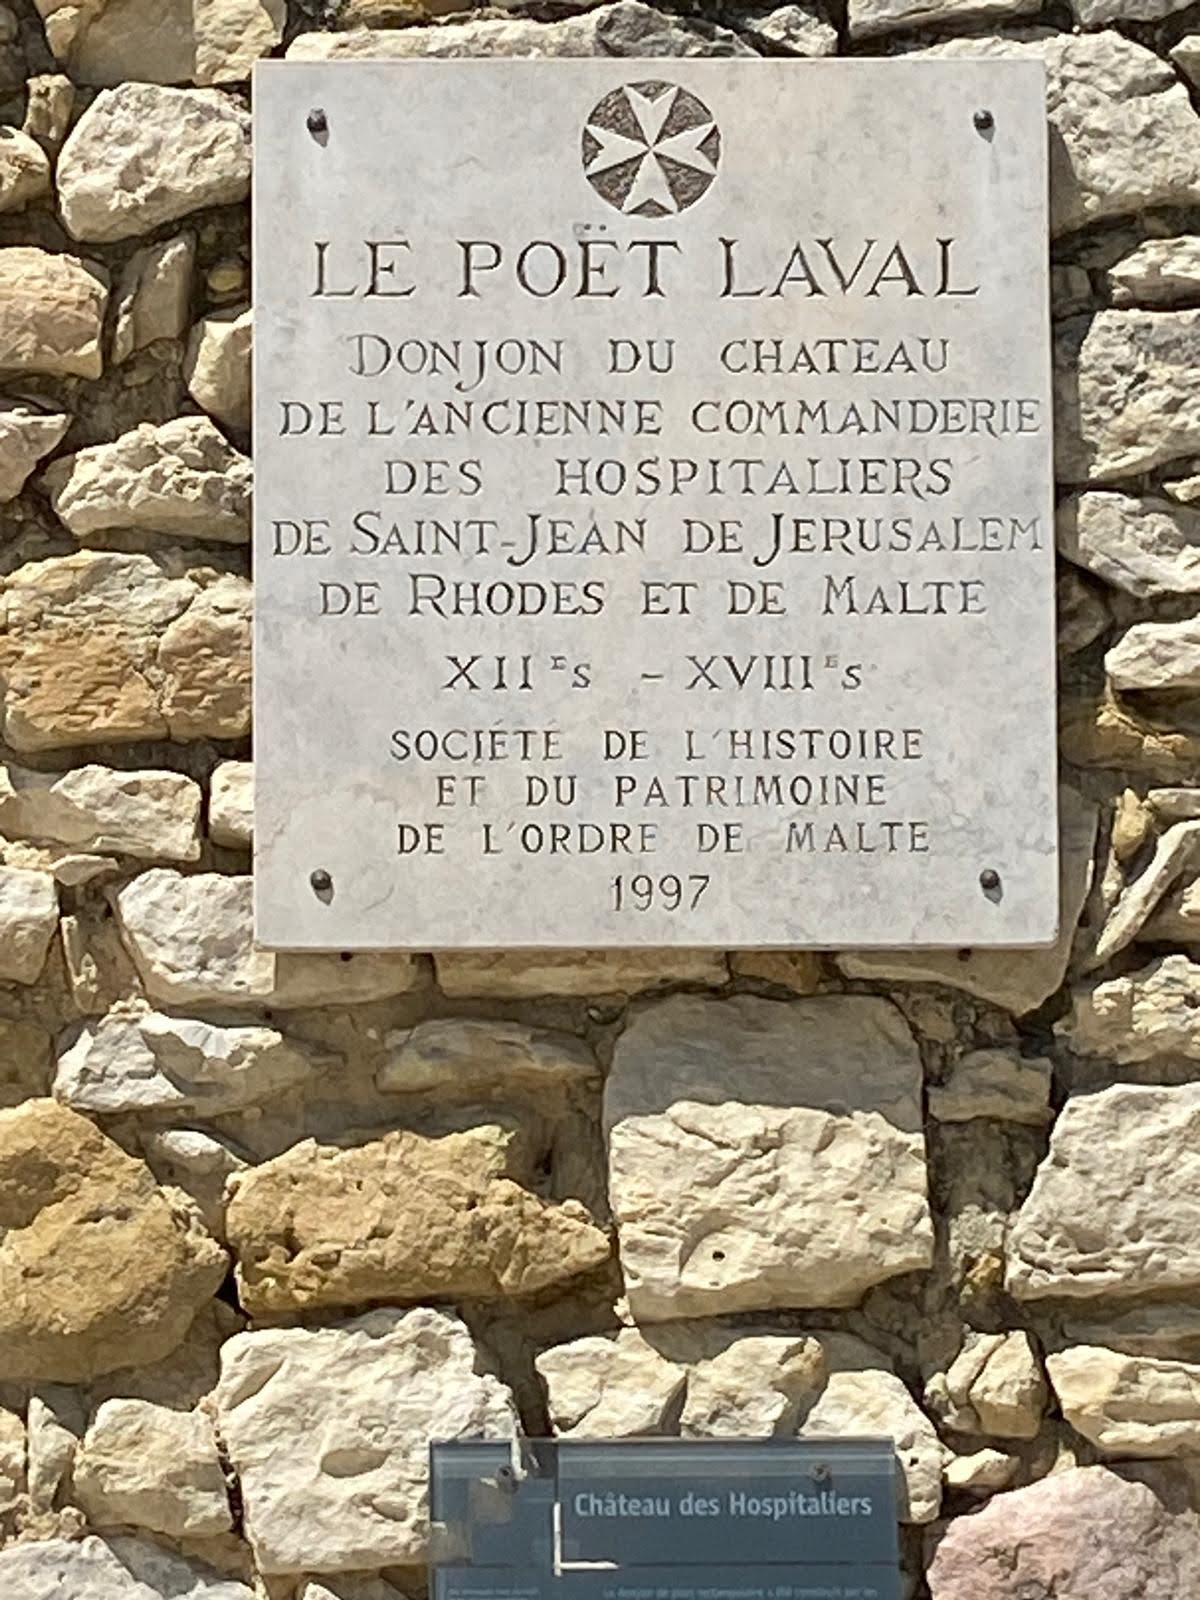 LE POËT LAVAL
DONJON DU CHATEAU
DE L'ANCIENNE COMMANDERIE
DES HOSPITALIERS
DE SAINT-JEAN DE JERUSALEM
DE RHODES ET DE MALTE
XIIᴱS - XVIIIᴱS
SOCIÉTÉ DE L'HISTOIRE
ET DU PATRIMOINE
DE L'ORDRE DE MALTE
1997
Château des Hospitaliers